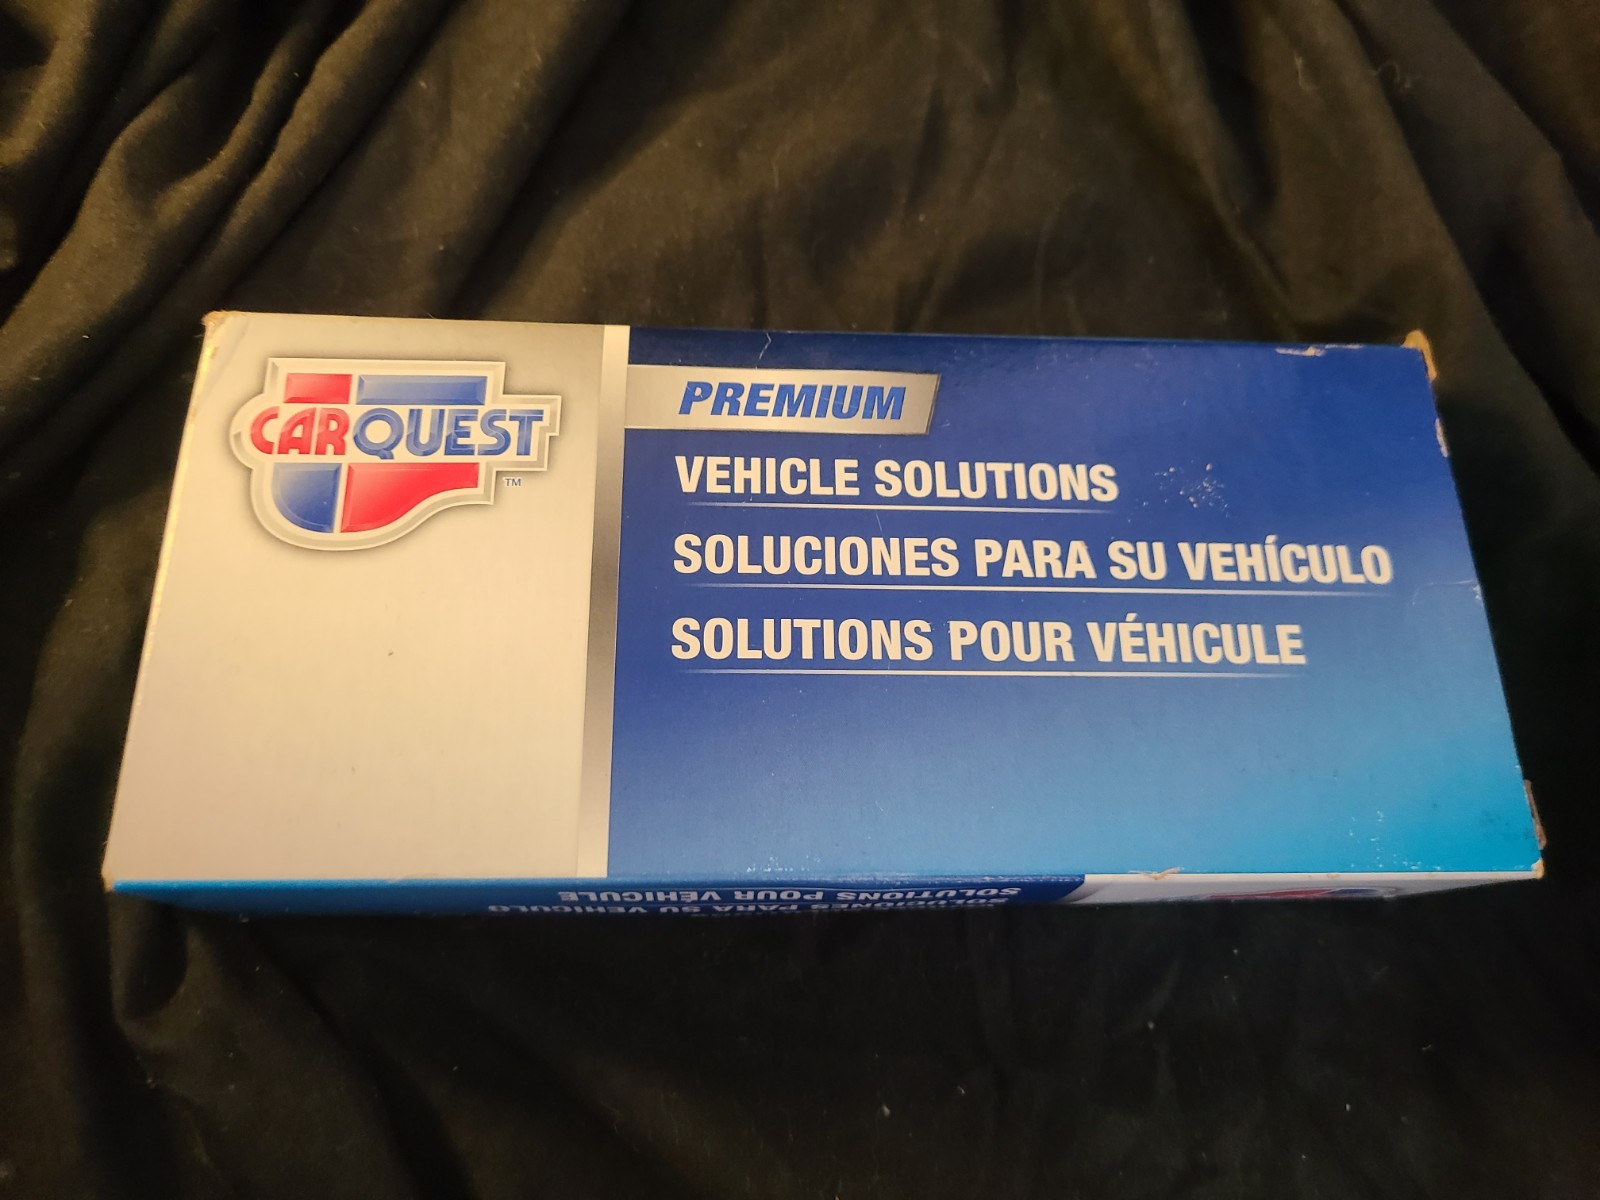 CARQUEST
TM
PREMIUM
VEHICLE SOLUTIONS
SOLUCIONES PARA SU VEHÍCULO
SOLUTIONS POUR VÉHICULE
SOLUCIONES PARA SU VEHÍCULO
SOLUTIONS POUR VÉHICULE